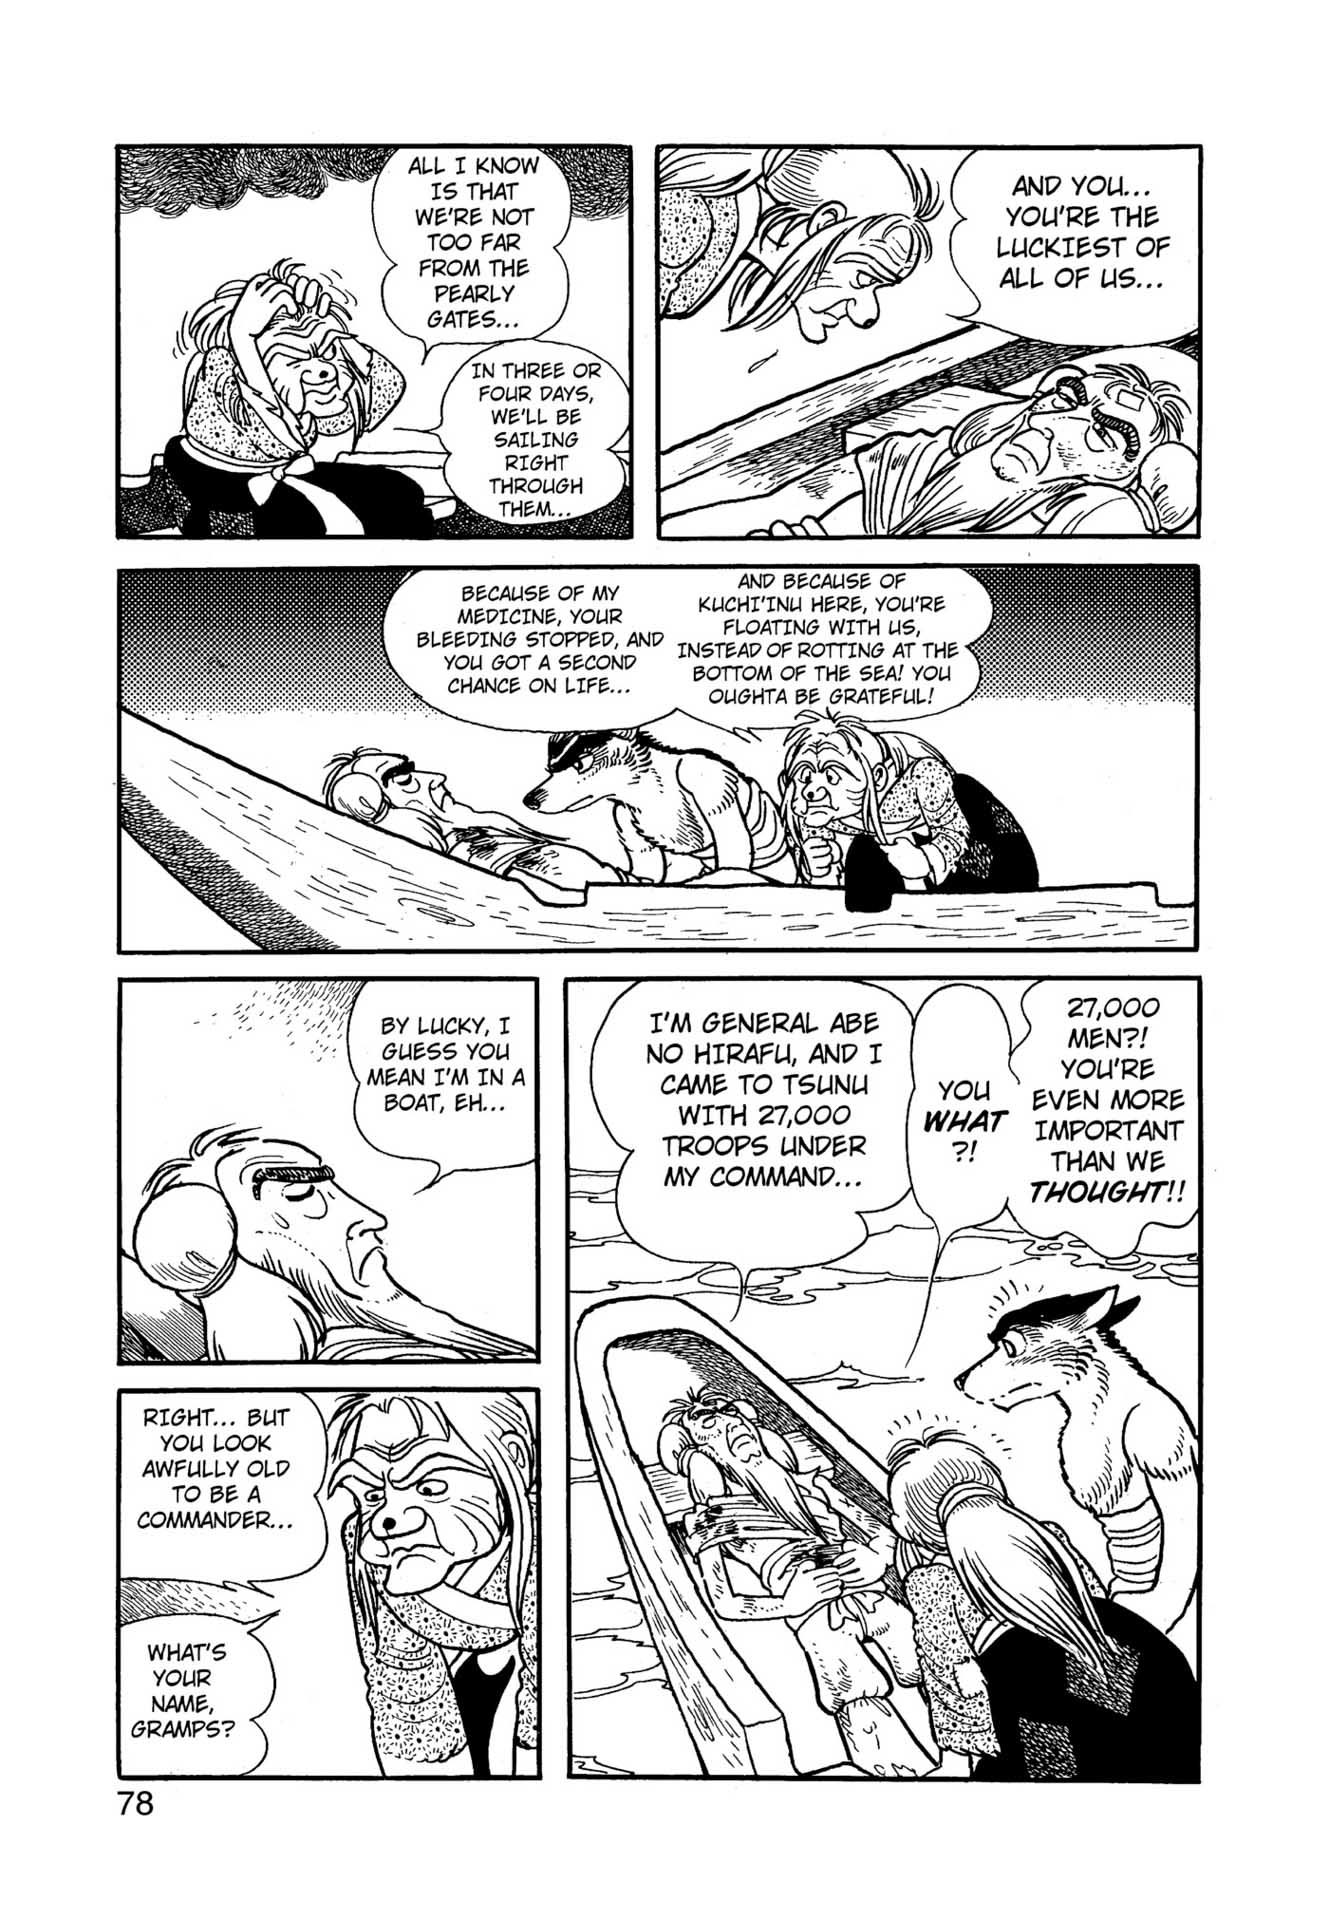 ALL I KNOW
IS THAT
WE'RE NOT
TOO FAR
FROM THE
PEARLY
GATES...
IN THREE OR
FOUR DAYS,
WE'LL BE
SAILING
RIGHT
THROUGH
THEM...
AND YOU...
YOU'RE THE
LUCKIEST OF
ALL OF US...
BECAUSE OF MY
MEDICINE, YOUR
BLEEDING STOPPED, AND
YOU GOT A SECOND
CHANCE ON LIFE...
AND BECAUSE OF
KUCHI'INU HERE, YOU'RE
FLOATING WITH US,
INSTEAD OF ROTTING AT THE
BOTTOM OF THE SEA! YOU
OUGHTA BE GRATEFUL!
BY LUCKY, I
GUESS YOU
MEAN I'M IN A
BOAT, EH...
RIGHT... BUT
YOU LOOK
AWFULLY OLD
TO BE A
COMMANDER...
WHAT'S
YOUR
NAME,
GRAMPS?
I'M GENERAL ABE
NO HIRAFU, AND I
CAME TO TSUNU
WITH 27,000
TROOPS UNDER
MY COMMAND...
YOU
WHAT
?!
27,000
MEN?!
YOU'RE
EVEN MORE
IMPORTANT
THAN WE
THOUGHT!!
78